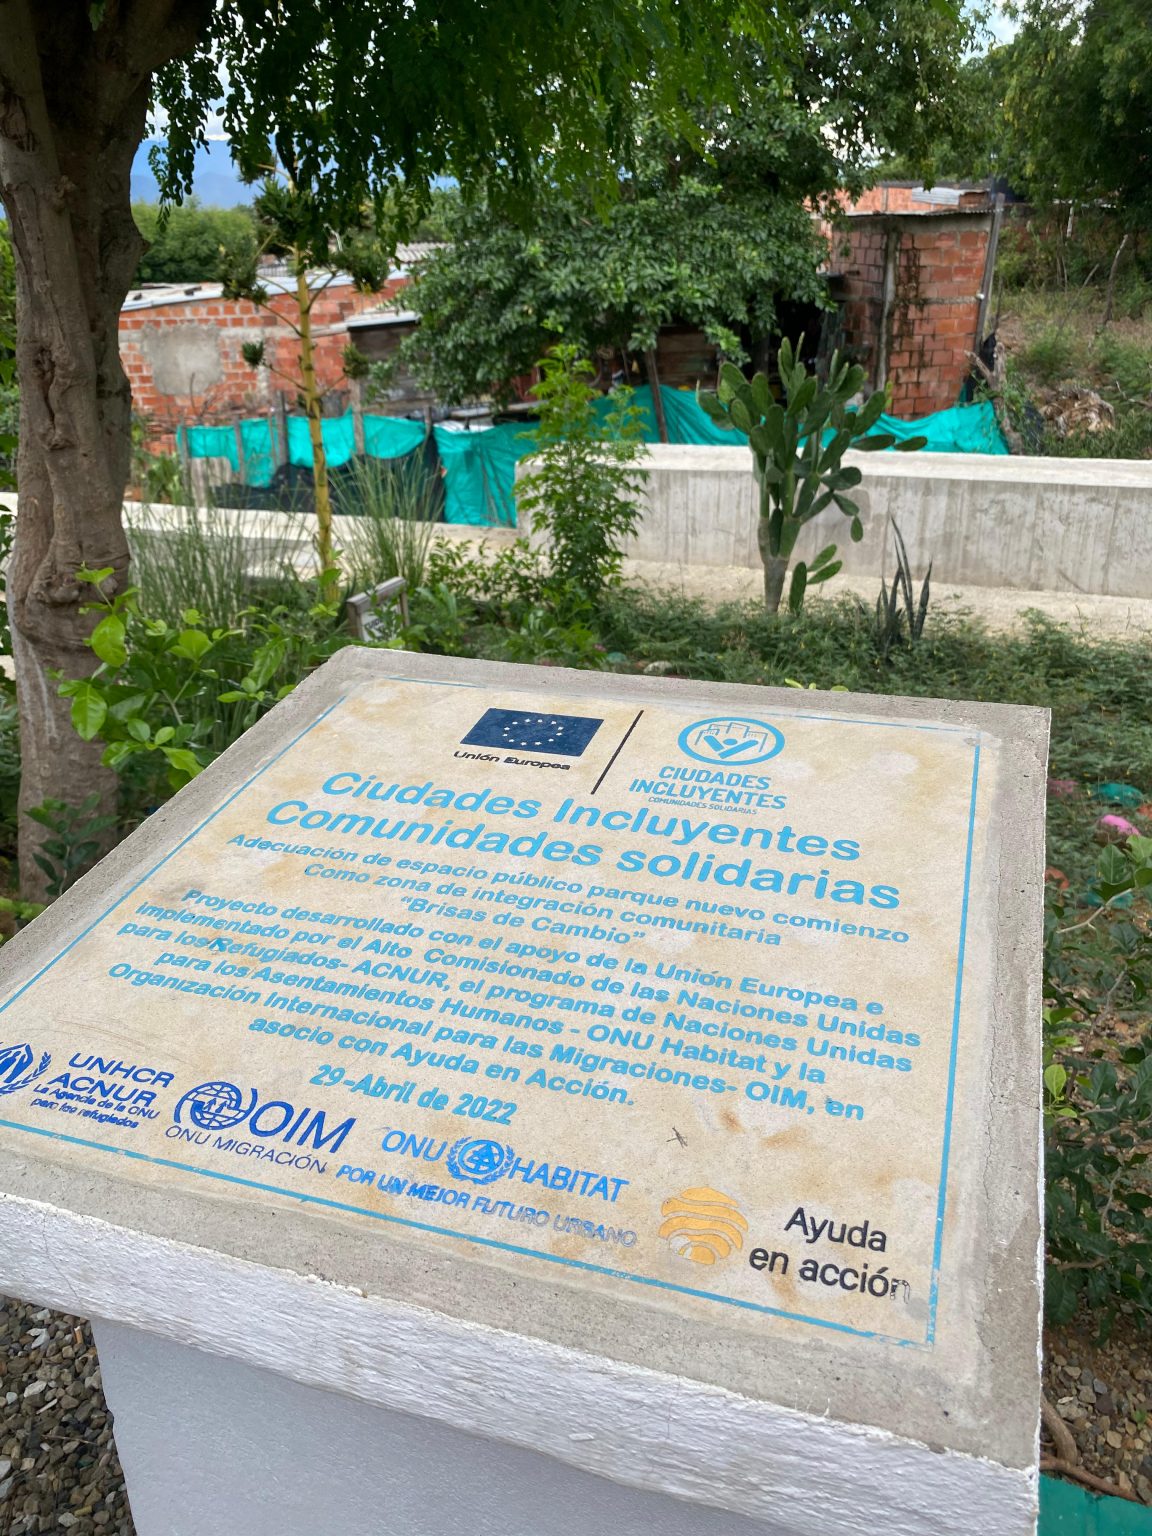 Unión Europea
CIUDADES
INCLUYENTES
COMUNIDADES SOLIDARIAS
Ciudades Incluyentes
Comunidades solidarias
Adecuación de espacio público parque nuevo comienzo
Como zona de integración comunitaria
"Brisas de Cambio"
Proyecto desarrollado con el apoyo de la Unión Europea e
Implementado por el Alto Comisionado de las Naciones Unidas
para los Refugiados- ACNUR, el programa de Naciones Unidas
para los Asentamientos Humanos - ONU Habitat y la
Organización Internacional para las Migraciones- OIM, en
asocio con Ayuda en Acción.
29-Abril de 2022
UNHCR
ACNUR
La Agencia de la ONU
para los refugiados
OIM
ONU MIGRACIÓN
ONU HABITAT
POR UN MEJOR FUTURO URBANO
Ayuda
en acción